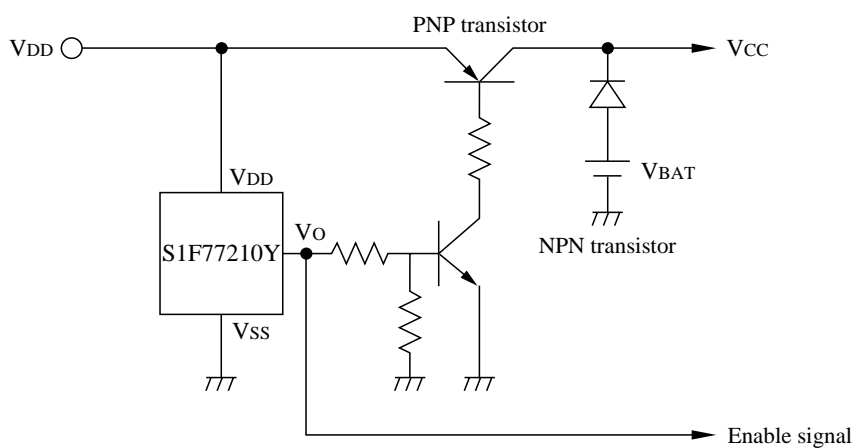 PNP transistor
VDD
VCC
VDD
VBAT
VO
S1F77210Y
NPN transistor
VSS
Enable signal